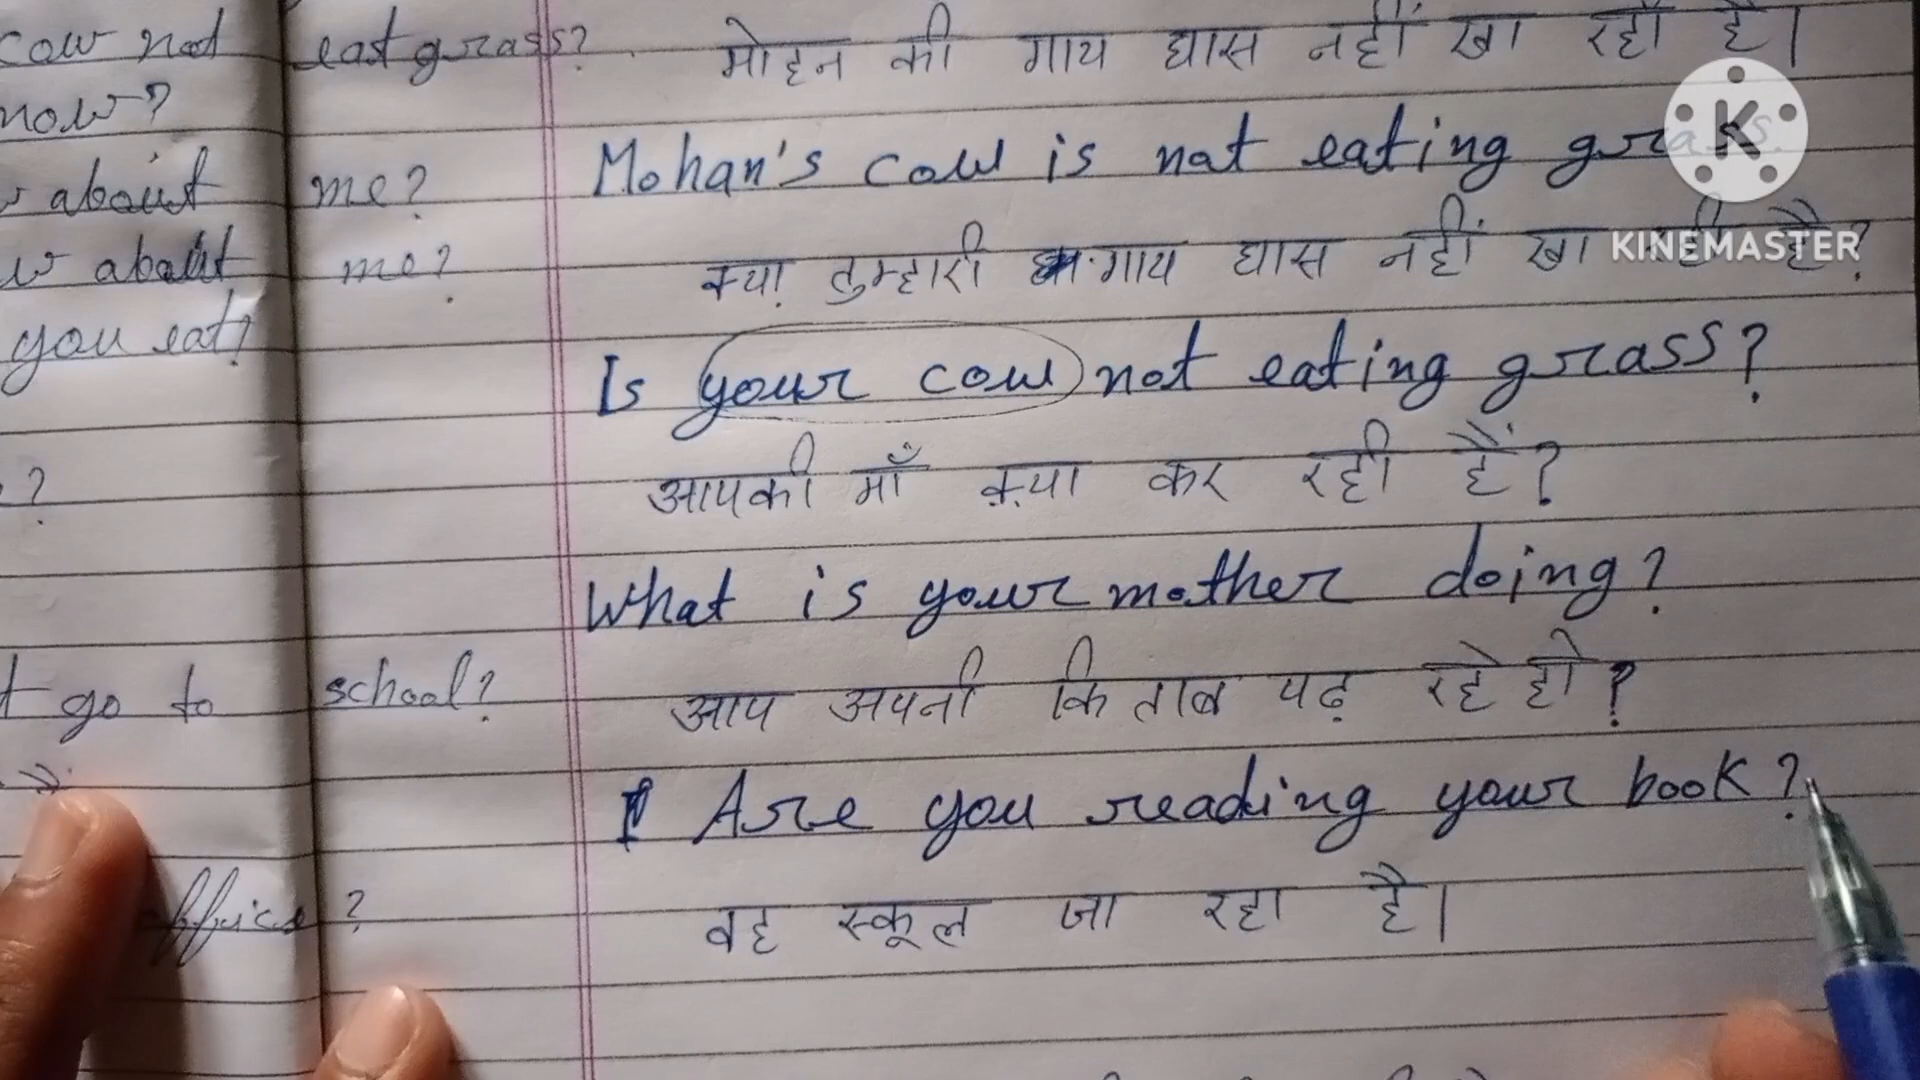 cow not eat grass?
now?
about me?
w about me?
you eat?
?
go to school?
office?
मोहन की गाय घास नहीं खा रही है।
Mohan's cow is not eating grass.
क्या तुम्हारी गाय घास नहीं खा रही है?
Is your cow not eating grass?
आपकी माँ क्या कर रही हैं?
What is your mother doing?
आप अपनी किताब पढ़ रहे हो?
Are you reading your book?
वह स्कूल जा रहा है।
K
KINEMASTER